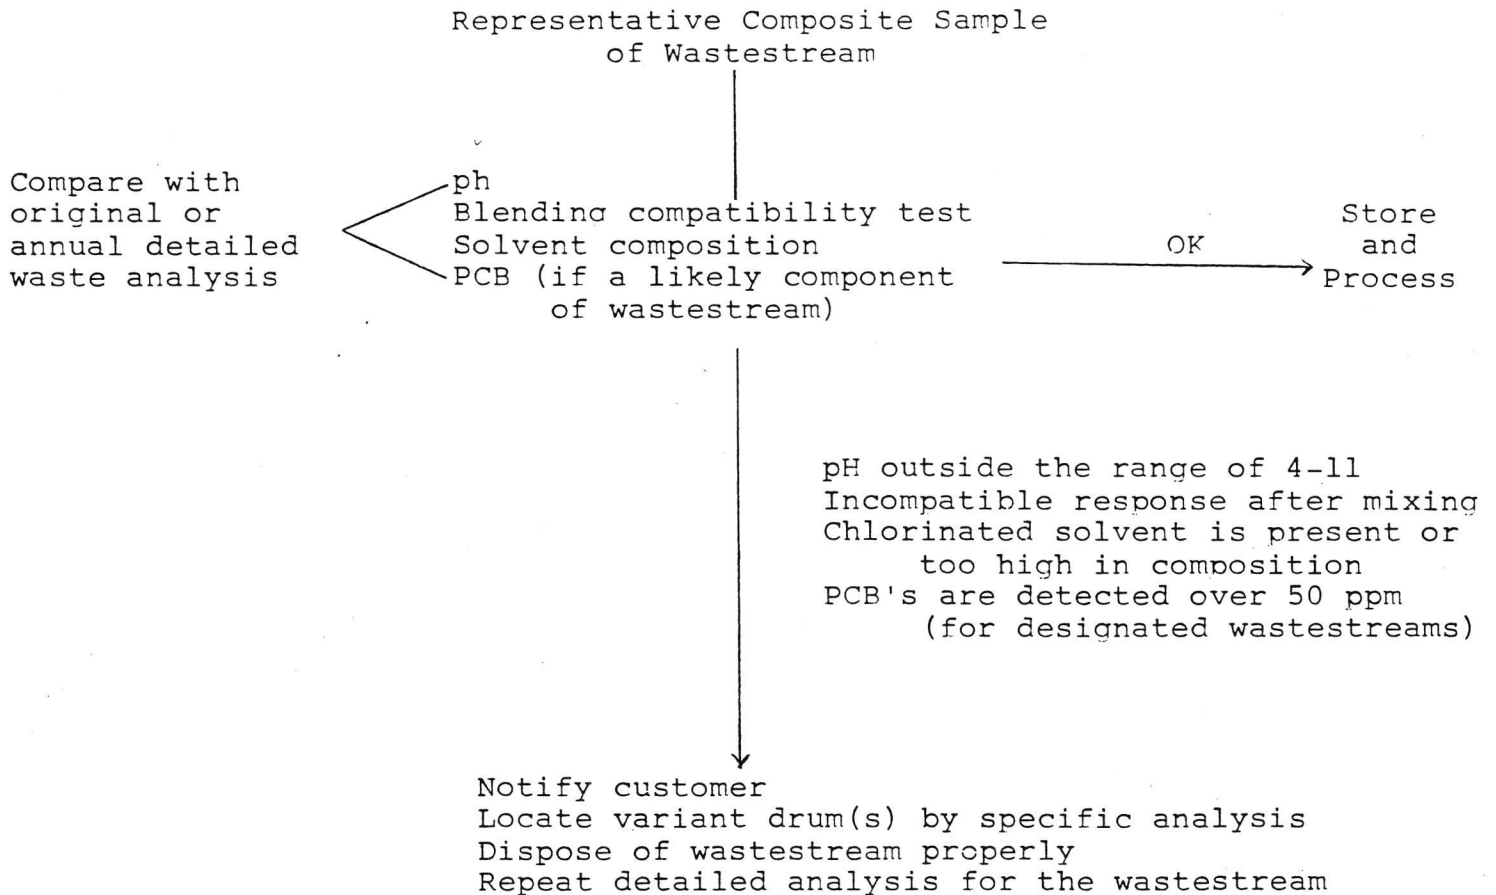 Representative Composite Sample
of Wastestream
Compare with
original or
annual detailed
waste analysis
ph
Blending compatibility test
Solvent composition
PCB (if a likely component
of wastestream)
OK
Store
and
Process
pH outside the range of 4-11
Incompatible response after mixing
Chlorinated solvent is present or
too high in composition
PCB's are detected over 50 ppm
(for designated wastestreams)
Notify customer
Locate variant drum(s) by specific analysis
Dispose of wastestream properly
Repeat detailed analysis for the wastestream